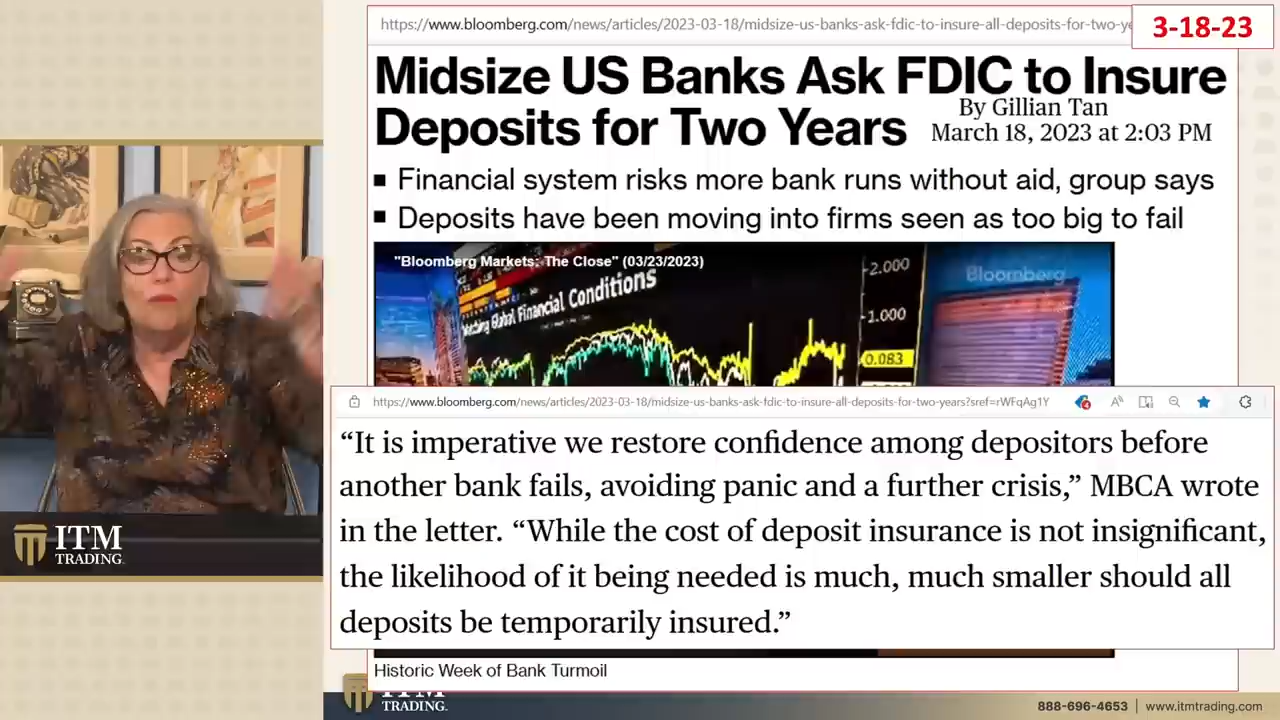 https://www.bloomberg.com/news/articles/2023-03-18/midsize-us-banks-ask-fdic-to-insure-all-deposits-for-two-ye
3-18-23
Midsize US Banks Ask FDIC to Insure
Deposits for Two Years
By Gillian Tan
March 18, 2023 at 2:03 PM
Financial system risks more bank runs without aid, group says
Deposits have been moving into firms seen as too big to fail
"Bloomberg Markets: The Close" (03/23/2023)
Global Financial Conditions
2.000
1.000
0.083
Bloomberg
https://www.bloomberg.com/news/articles/2023-03-18/midsize-us-banks-ask-fdic-to-insure-all-deposits-for-two-years?sref=rWFqAg1Y
“It is imperative we restore confidence among depositors before
another bank fails, avoiding panic and a further crisis,” MBCA wrote
in the letter. “While the cost of deposit insurance is not insignificant,
the likelihood of it being needed is much, much smaller should all
deposits be temporarily insured.”
Historic Week of Bank Turmoil
ITM
TRADING
ITM
TRADING.
888-696-4653 | www.itmtrading.com